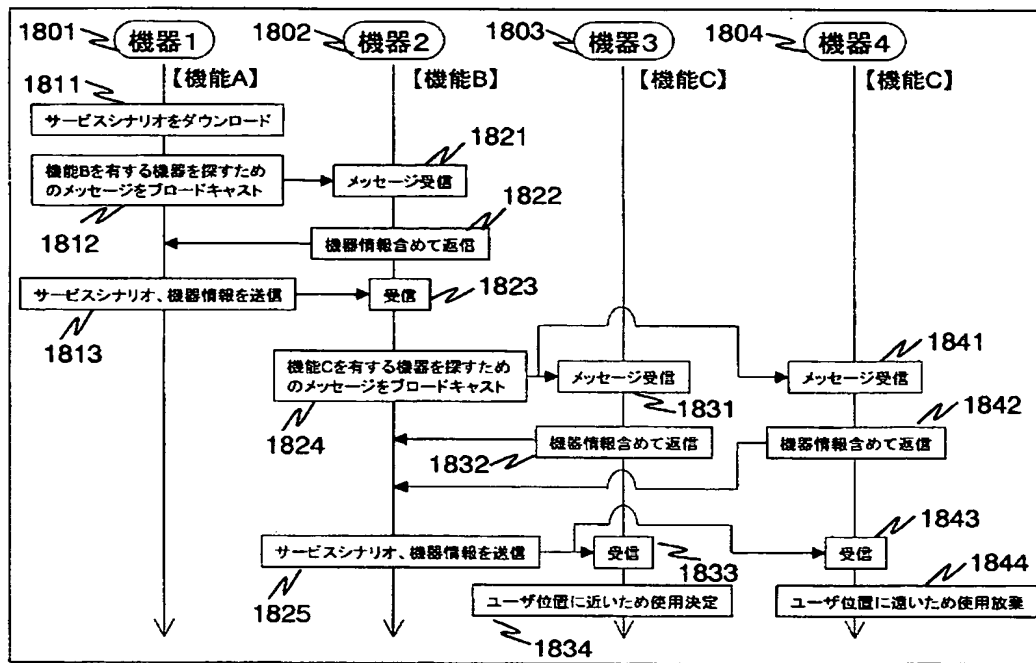 1801
機器1
1802
機器2
1803
機器3
1804
機器4
【機能A】
【機能B】
【機能C】
【機能C】
1811
サービスシナリオをダウンロード
機能Bを有する機器を探すため
のメッセージをブロードキャスト
1812
1821
メッセージ受信
1822
機器情報含めて返信
サービスシナリオ、機器情報を送信
1813
受信
1823
機能Cを有する機器を探すため
のメッセージをブロードキャスト
1824
メッセージ受信
1831
1841
メッセージ受信
1842
機器情報含めて返信
1832
機器情報含めて返信
サービスシナリオ、機器情報を送信
1825
受信
1833
1843
受信
1844
ユーザ位置に近いため使用決定
1834
ユーザ位置に遠いため使用放棄